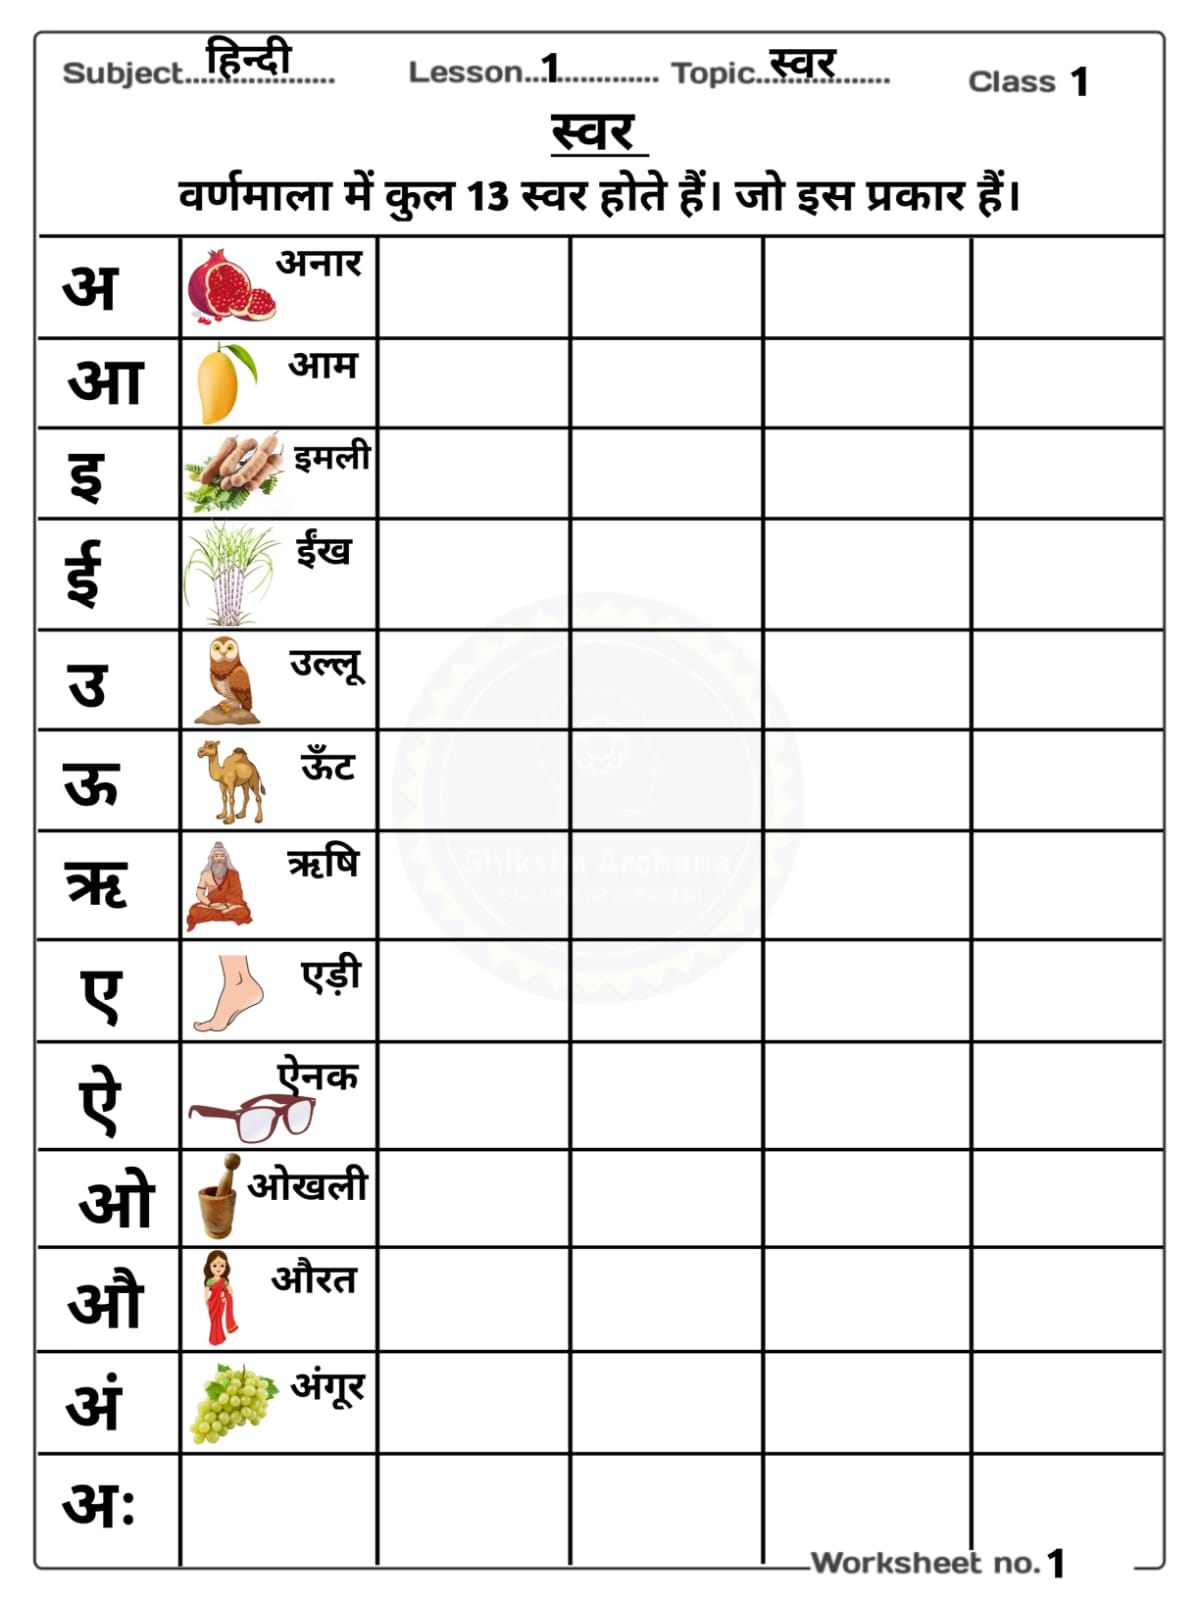 Subject..................हिन्दी
Lesson................1
Topic................स्वर
Class 1
स्वर
वर्णमाला में कुल 13 स्वर होते हैं। जो इस प्रकार हैं।
अ अनार
आ आम
इ इमली
ई ईंख
उ उल्लू
ऊ ऊँट
ऋ ऋषि
ए एड़ी
ऐ ऐनक
ओ ओखली
औ औरत
अं अंगूर
अः
Shiksha Archana
Worksheet no. 1